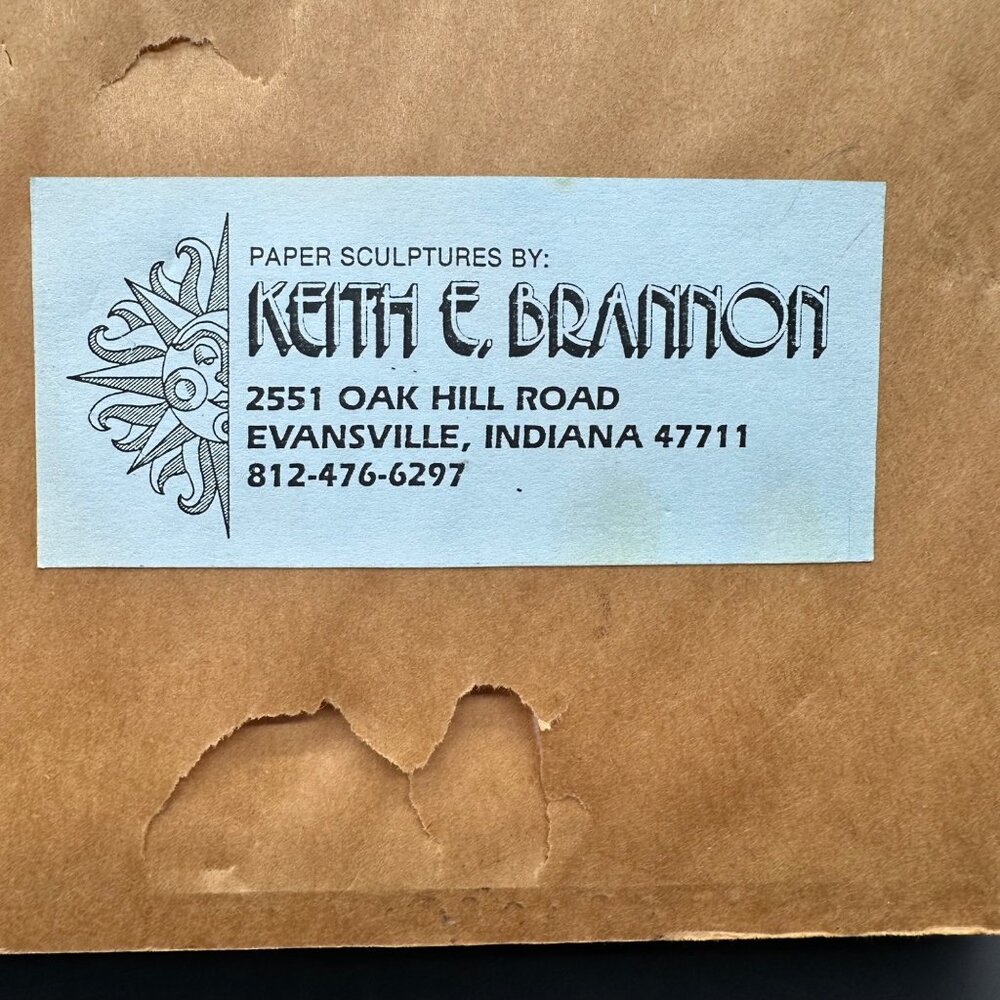 PAPER SCULPTURES BY:
KEITH E. BRANNON
2551 OAK HILL ROAD
EVANSVILLE, INDIANA 47711
812-476-6297